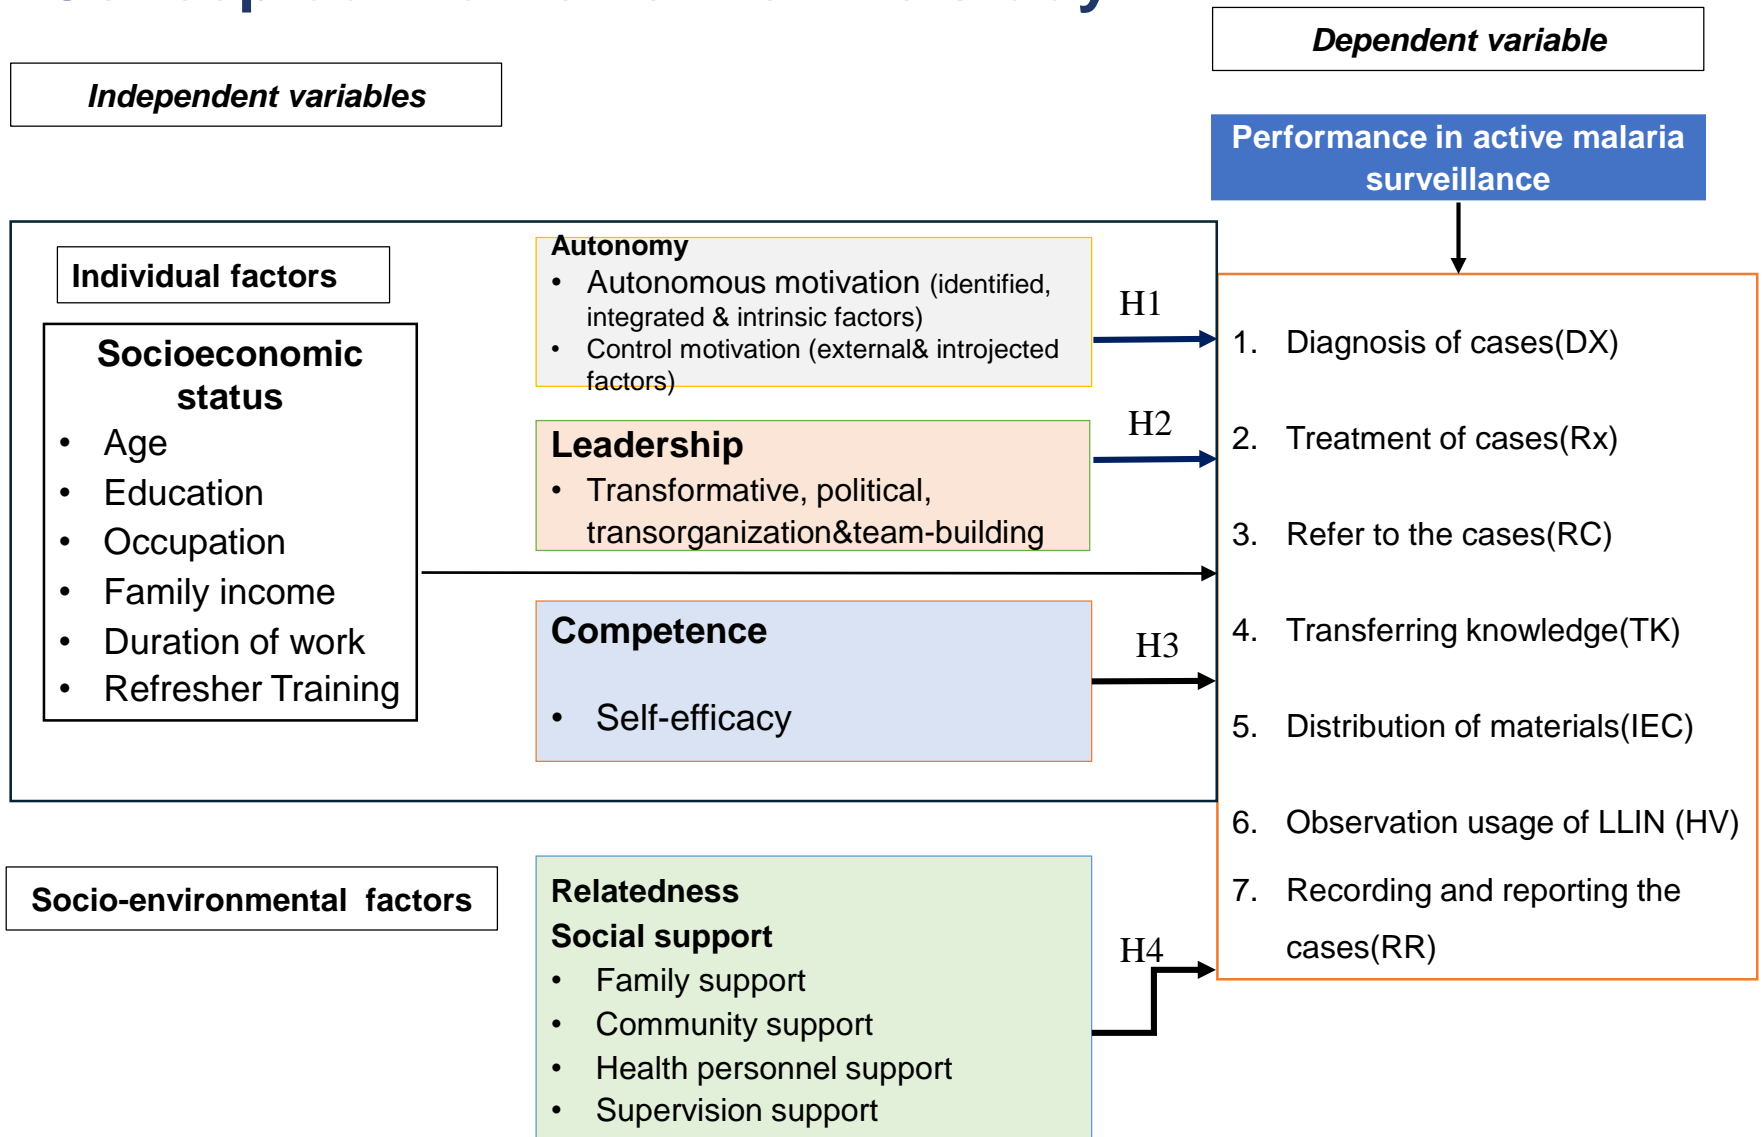 Dependent variable
Independent variables
Performance in active malaria
surveillance
Individual factors
Socioeconomic
status
• Age
• Education
• Occupation
• Family income
• Duration of work
• Refresher Training
Autonomy
• Autonomous motivation (identified,
integrated & intrinsic factors)
• Control motivation (external& introjected
factors)
H1
Leadership
• Transformative, political,
transorganization&team-building
H2
Competence
• Self-efficacy
H3
1. Diagnosis of cases(DX)
2. Treatment of cases(Rx)
3. Refer to the cases(RC)
4. Transferring knowledge(TK)
5. Distribution of materials(IEC)
6. Observation usage of LLIN (HV)
7. Recording and reporting the
cases(RR)
Socio-environmental factors
Relatedness
Social support
• Family support
• Community support
• Health personnel support
• Supervision support
H4